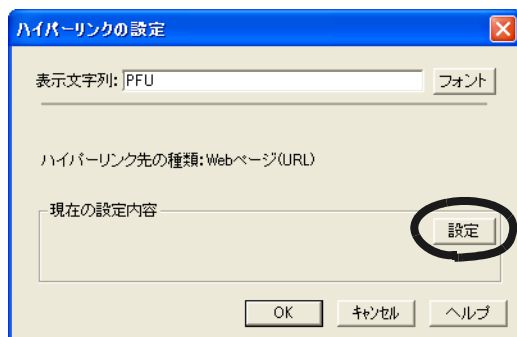 ハイパーリンクの設定
表示文字列: PFU フォント
ハイパーリンク先の種類:Webページ(URL)
現在の設定内容
設定
OK キャンセル ヘルプ